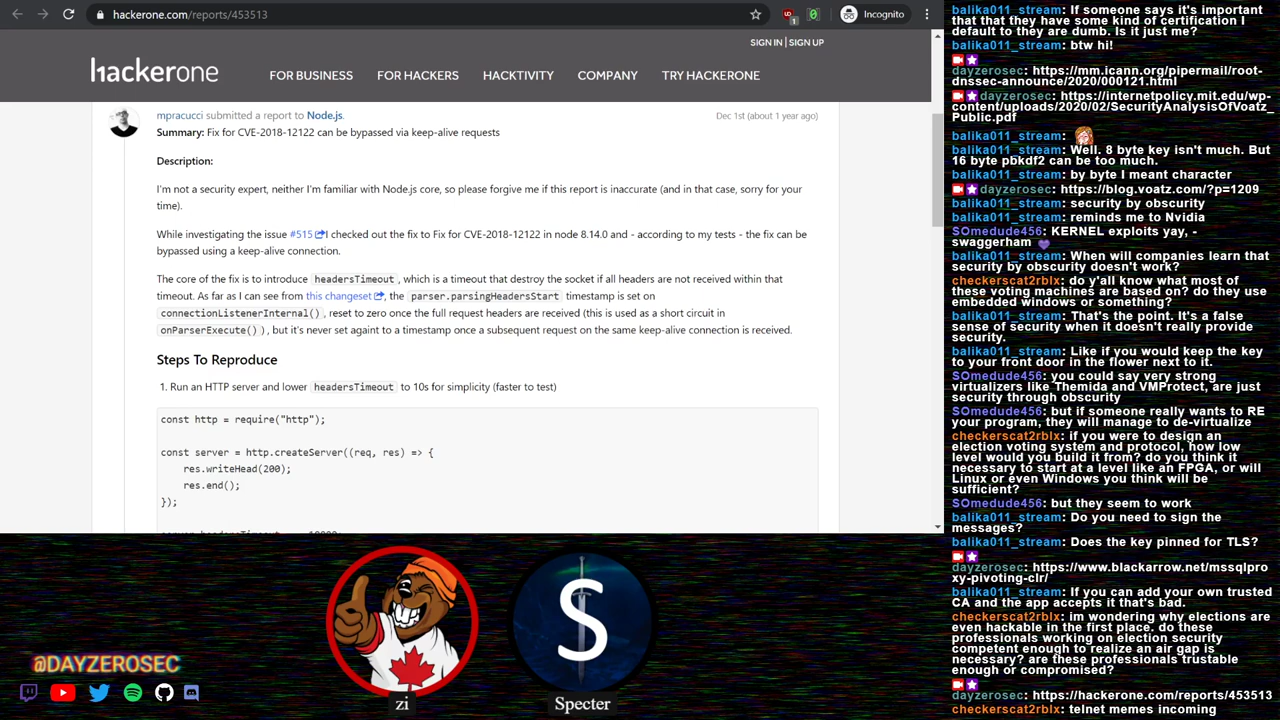 hackerone.com/reports/453513
1
Incognito
SIGN IN | SIGN UP
hackerone
FOR BUSINESS
FOR HACKERS
HACKTIVITY
COMPANY
TRY HACKERONE
mpracucci submitted a report to Node.js.
Dec 1st (about 1 year ago)
Summary: Fix for CVE-2018-12122 can be bypassed via keep-alive requests
Description:
I'm not a security expert, neither I'm familiar with Node.js core, so please forgive me if this report is inaccurate (and in that case, sorry for your
time).
While investigating the issue #515 I checked out the fix to Fix for CVE-2018-12122 in node 8.14.0 and - according to my tests - the fix can be
bypassed using a keep-alive connection.
The core of the fix is to introduce headersTimeout, which is a timeout that destroy the socket if all headers are not received within that
timeout. As far as I can see from this changeset, the parser.parsingHeadersStart timestamp is set on
connectionListenerInternal(), reset to zero once the full request headers are received (this is used as a short circuit in
onParserExecute()), but it's never set againt to a timestamp once a subsequent request on the same keep-alive connection is received.
Steps To Reproduce
1. Run an HTTP server and lower headersTimeout to 10s for simplicity (faster to test)
const http = require("http");
const server = http.createServer((req, res) => {
res.writeHead(200);
res.end();
});
@DAYZEROSEC
zi
S
Specter
balika011_stream: If someone says it's important
that that they have some kind of certification I
default to they are dumb. Is it just me?
balika011_stream: btw hi!
dayzerosec: https://mm.icann.org/pipermail/root-
dnssec-announce/2020/000121.html
dayzerosec: https://internetpolicy.mit.edu/wp-
content/uploads/2020/02/SecurityAnalysisOfVoatz_
Public.pdf
balika011_stream:
balika011_stream: Well. 8 byte key isn't much. But
16 byte pbkdf2 can be too much.
balika011_stream: by byte I meant character
dayzerosec: https://blog.voatz.com/?p=1209
balika011_stream: security by obscurity
balika011_stream: reminds me to Nvidia
SOmedude456: KERNEL exploits yay, -
swaggerham
balika011_stream: When will companies learn that
security by obscurity doesn't work?
checkerscat2rblx: do y'all know what most of
these voting machines are based on? do they use
embedded windows or something?
balika011_stream: That's the point. It's a false
sense of security when it doesn't really provide
security.
balika011_stream: Like if you would keep the key
to your front door in the flower next to it.
SOmedude456: you could say very strong
virtualizers like Themida and VMProtect, are just
security through obscurity
SOmedude456: but if someone really wants to RE
your program, they will manage to de-virtualize
checkerscat2rblx: if you were to design an
election voting system and protocol, how low
level would you build it from? do you think it
necessary to start at a level like an FPGA, or will
Linux or even Windows you think will be
sufficient?
SOmedude456: but they seem to work
balika011_stream: Do you need to sign the
messages?
balika011_stream: Does the key pinned for TLS?
dayzerosec: https://www.blackarrow.net/mssqlpro
xy-pivoting-clr/
balika011_stream: If you can add your own trusted
CA and the app accepts it that's bad.
checkerscat2rblx: im wondering why elections are
even hackable in the first place. do these
professionals working on election security
competent enough to realize an air gap is
necessary? are these professionals trustable
enough or compromised?
dayzerosec: https://hackerone.com/reports/453513
checkerscat2rblx: telnet memes incoming